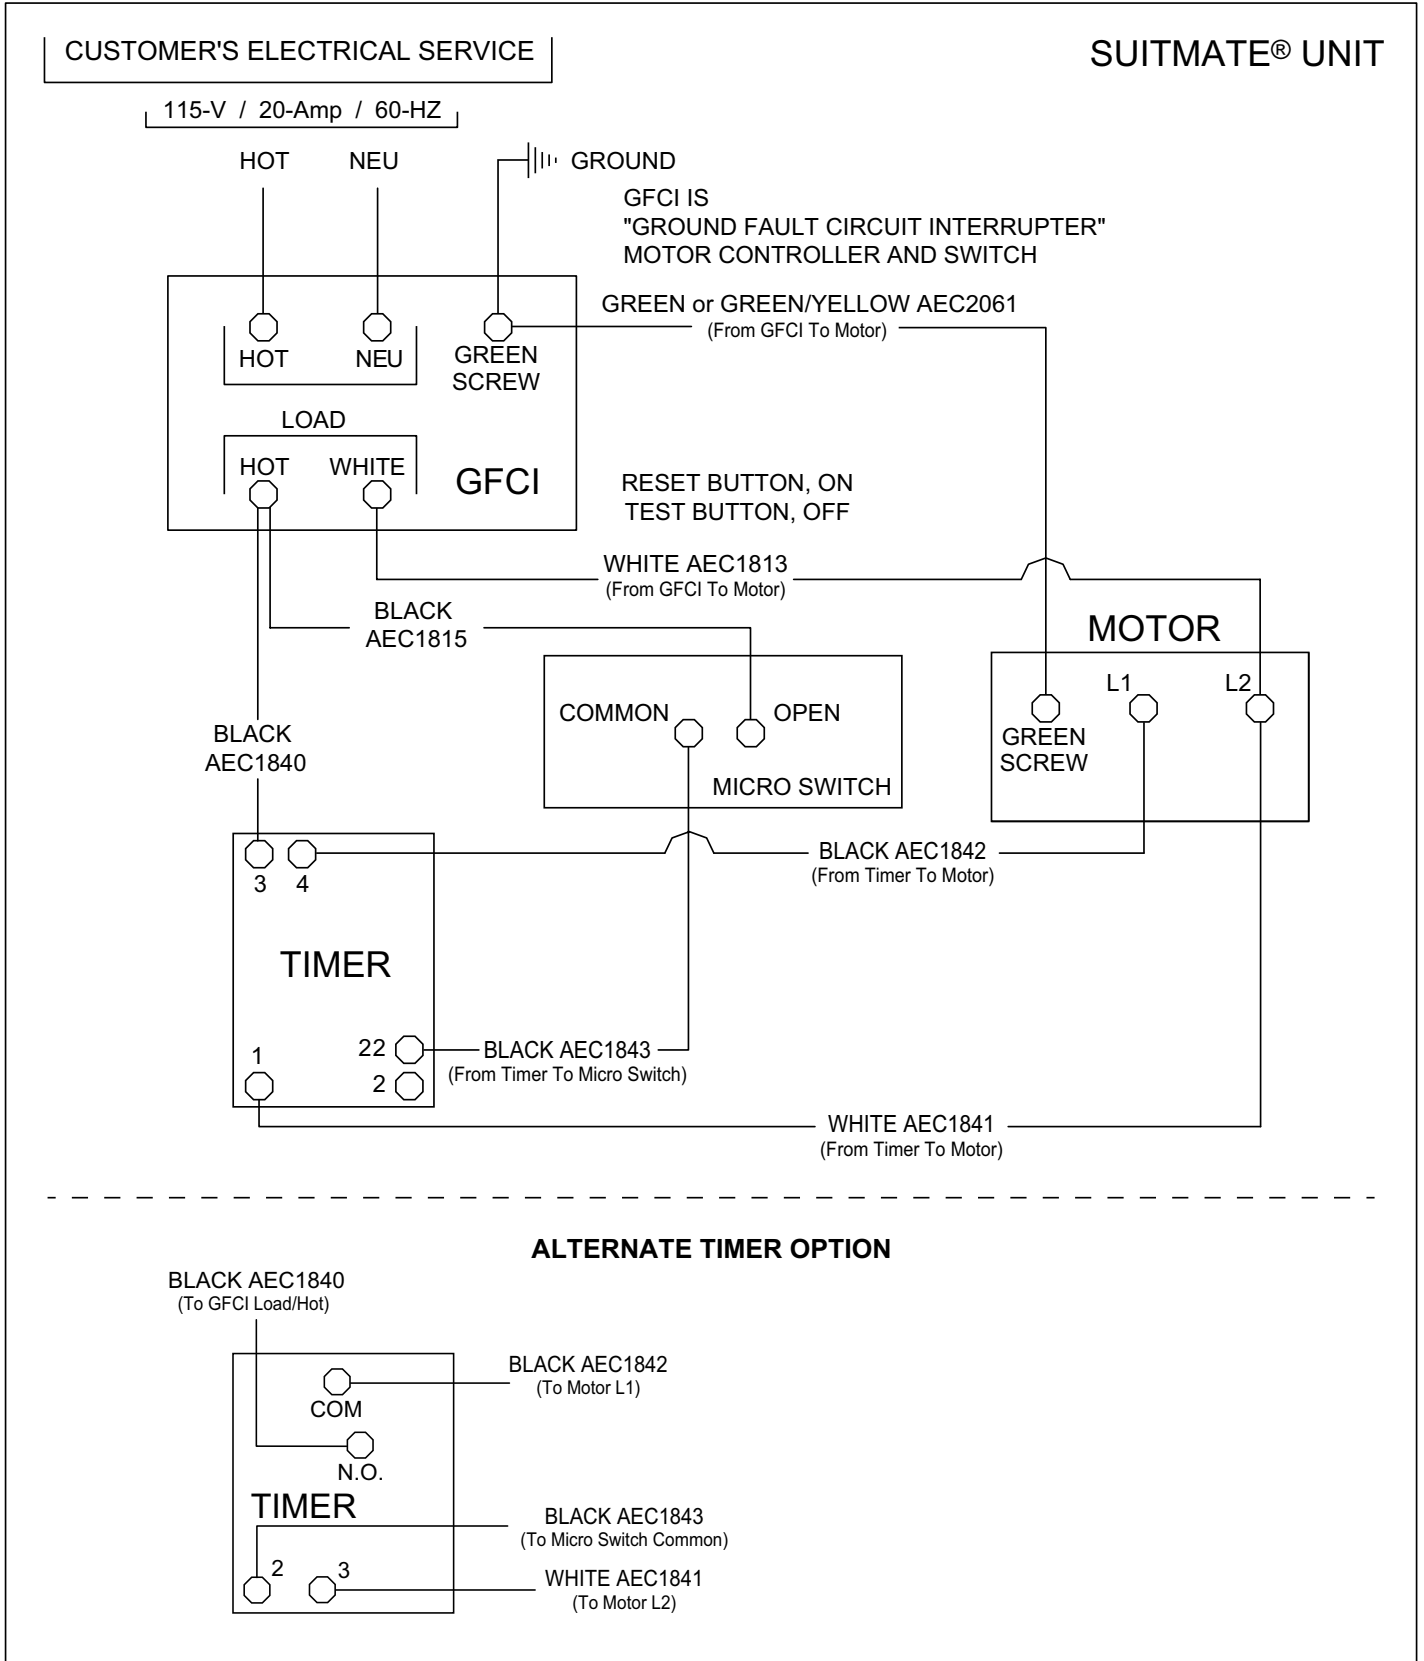 CUSTOMER'S ELECTRICAL SERVICE
SUITMATE® UNIT
115-V / 20-Amp / 60-HZ
HOT
NEU
GROUND
GFCI IS
"GROUND FAULT CIRCUIT INTERRUPTER"
MOTOR CONTROLLER AND SWITCH
GREEN or GREEN/YELLOW AEC2061
(From GFCI To Motor)
HOT
NEU
GREEN
SCREW
LOAD
HOT
WHITE
GFCI
RESET BUTTON, ON
TEST BUTTON, OFF
WHITE AEC1813
(From GFCI To Motor)
BLACK
AEC1815
MOTOR
L1
L2
GREEN
SCREW
COMMON
OPEN
MICRO SWITCH
BLACK
AEC1840
BLACK AEC1842
(From Timer To Motor)
3
4
TIMER
1
22
2
BLACK AEC1843
(From Timer To Micro Switch)
WHITE AEC1841
(From Timer To Motor)
ALTERNATE TIMER OPTION
BLACK AEC1840
(To GFCI Load/Hot)
BLACK AEC1842
(To Motor L1)
COM
N.O.
TIMER
BLACK AEC1843
(To Micro Switch Common)
2
3
WHITE AEC1841
(To Motor L2)